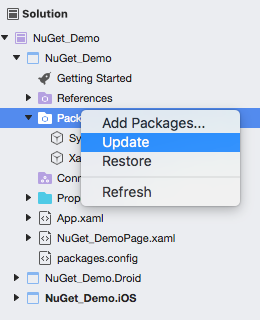 Solution
NuGet_Demo
NuGet_Demo
Getting Started
References
Pack
Add Packages...
Sy
Update
Xa
Restore
Conn
Prop
Refresh
App.xaml
NuGet_DemoPage.xaml
packages.config
NuGet_Demo.Droid
NuGet_Demo.iOS